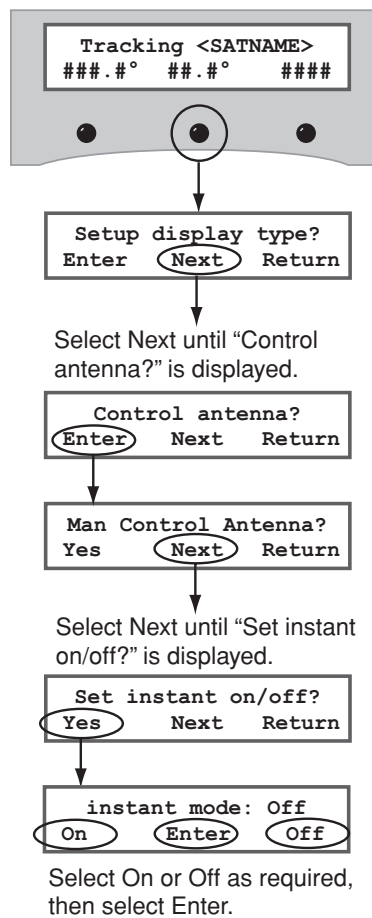 Tracking <SATNAME>
###.#° ##.#° ####
Setup display type?
Enter Next Return
Select Next until “Control
antenna?” is displayed.
Control antenna?
Enter Next Return
Man Control Antenna?
Yes Next Return
Select Next until “Set instant
on/off?” is displayed.
Set instant on/off?
Yes Next Return
instant mode: Off
On Enter Off
Select On or Off as required,
then select Enter.